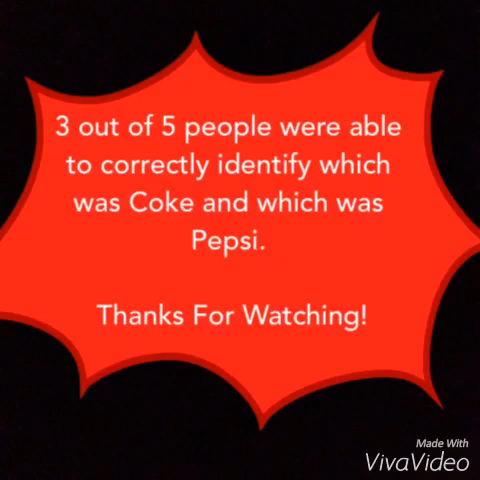 3 out of 5 people were able
to correctly identify which
was Coke and which was
Pepsi.
Thanks For Watching!
Made With
VivaVideo